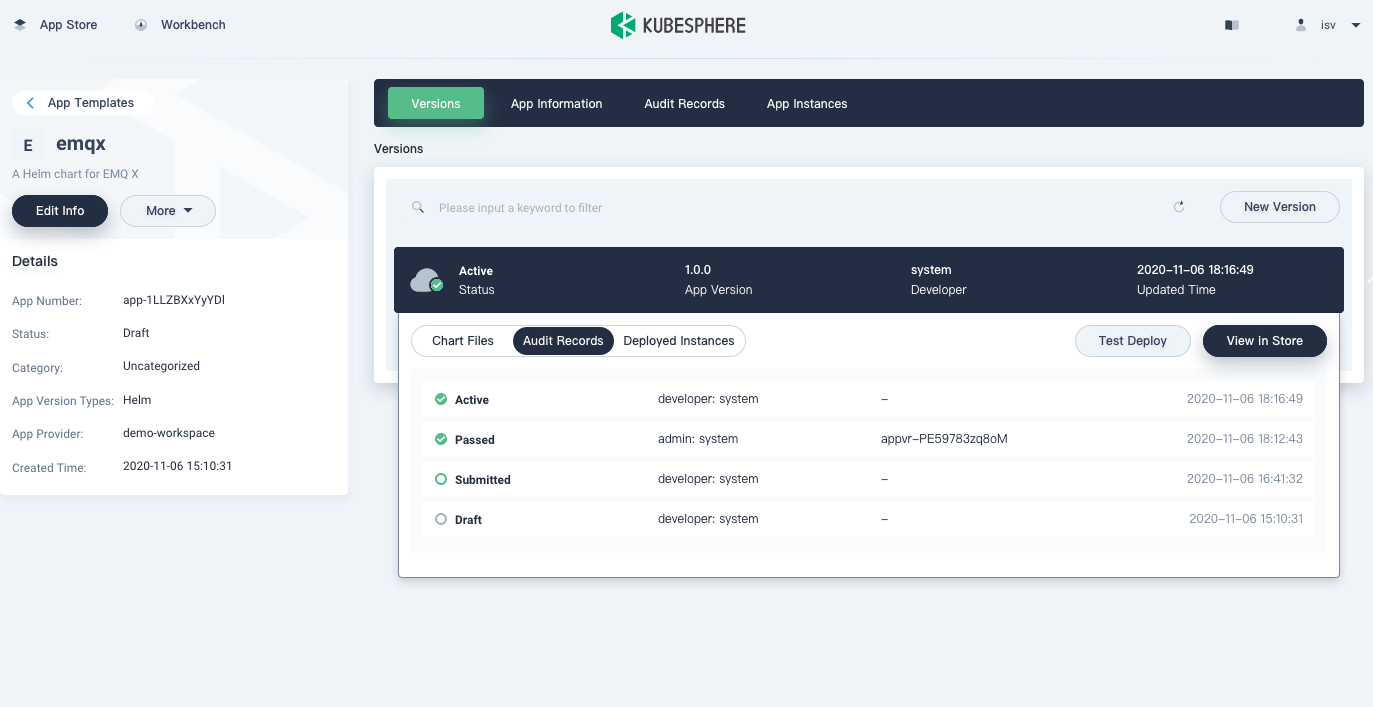 App Store
Workbench
KUBESPHERE
isv
App Templates
E
emqx
A Helm chart for EMQ X
Edit Info
More
Details
App Number: app-1LLZBXxYyYDl
Status: Draft
Category: Uncategorized
App Version Types: Helm
App Provider: demo-workspace
Created Time: 2020-11-06 15:10:31
Versions
App Information
Audit Records
App Instances
Versions
Please input a keyword to filter
New Version
Active 1.0.0 system 2020-11-06 18:16:49
Status App Version Developer Updated Time
Chart Files
Audit Records
Deployed Instances
Test Deploy
View in Store
Active developer: system – 2020-11-06 18:16:49
Passed admin: system appvr-PE59783zq8oM 2020-11-06 18:12:43
Submitted developer: system – 2020-11-06 16:41:32
Draft developer: system – 2020-11-06 15:10:31